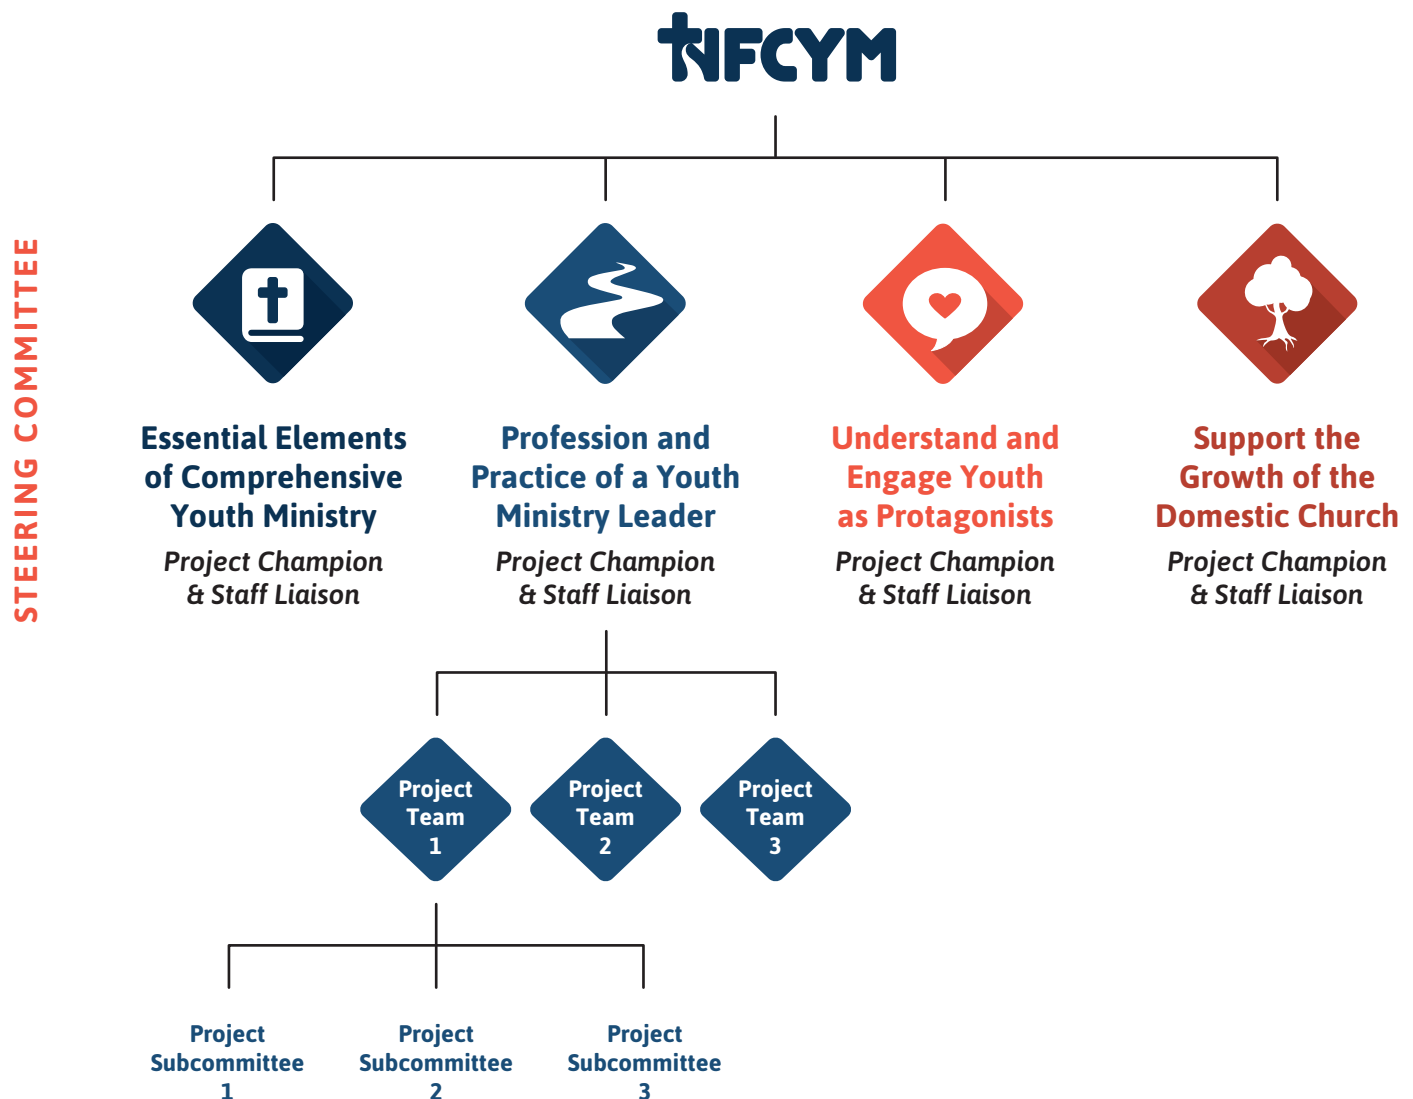 NFCYM
STEERING COMMITTEE
Essential Elements
of Comprehensive
Youth Ministry
Project Champion
& Staff Liaison
Profession and
Practice of a Youth
Ministry Leader
Project Champion
& Staff Liaison
Understand and
Engage Youth
as Protagonists
Project Champion
& Staff Liaison
Support the
Growth of the
Domestic Church
Project Champion
& Staff Liaison
Project
Team
1
Project
Team
2
Project
Team
3
Project
Subcommittee
1
Project
Subcommittee
2
Project
Subcommittee
3